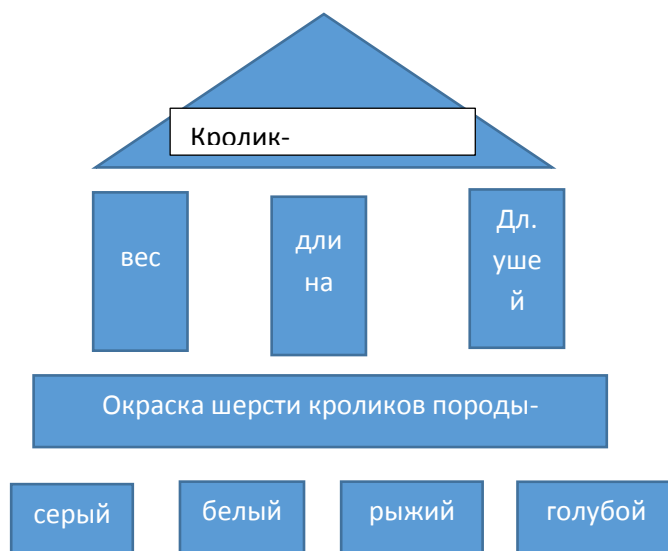 Кролик-
вес
дли
на
Дл.
уше
й
Окраска шерсти кроликов породы-
серый
белый
рыжий
голубой